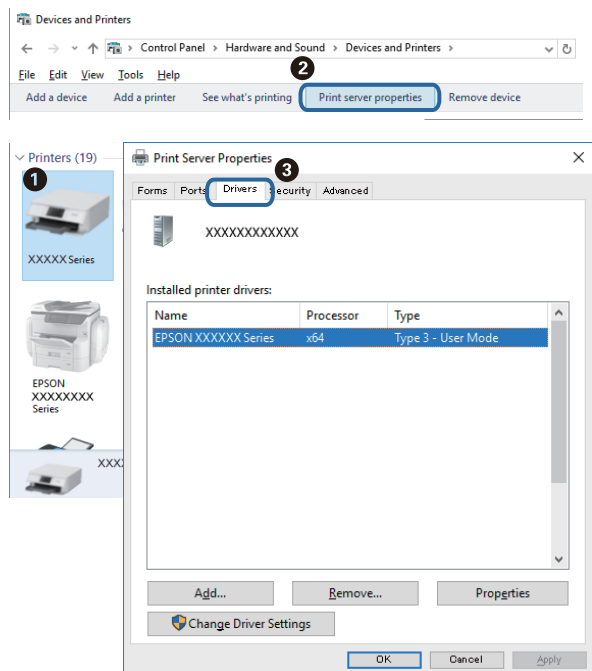 Devices and Printers
Control Panel > Hardware and Sound > Devices and Printers >
File Edit View Tools Help
2
Add a device Add a printer See what's printing Print server properties Remove device
Printers (19)
1
XXXXX Series
EPSON
XXXXXXXX
Series
XXX
Print Server Properties
3
Forms Ports Drivers ecurity Advanced
XXXXXXXXXXXX
Installed printer drivers:
Name Processor Type
EPSON XXXXXX Series x64 Type 3 - User Mode
Add... Remove... Properties
Change Driver Settings
OK Cancel Apply